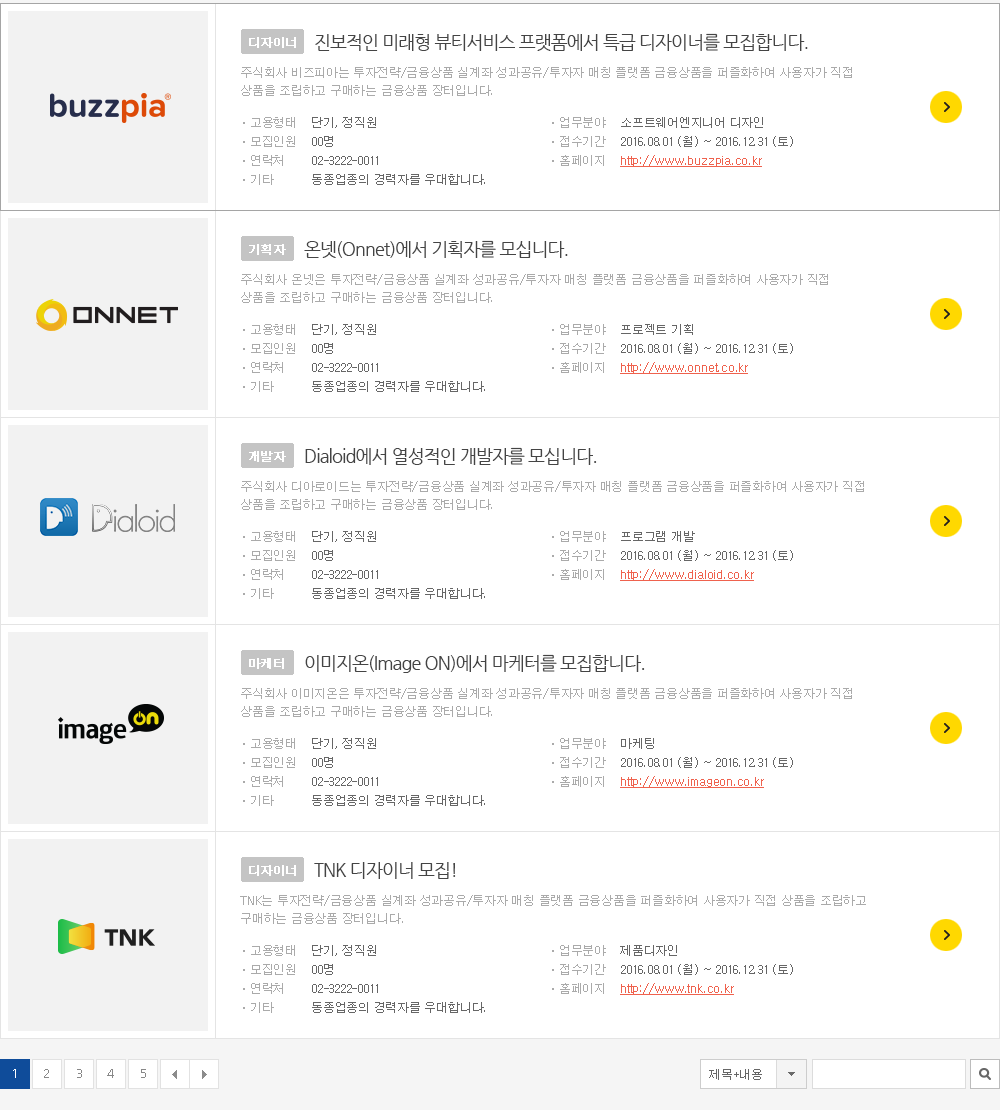 buzzpia®
디자이너 진보적인 미래형 뷰티서비스 프랫폼에서 특급 디자이너를 모집합니다.
주식회사 비즈피아는 투자전략/금융상품 실계좌 성과공유/투자자 매칭 플랫폼 금융상품을 퍼즐화하여 사용자가 직접
상품을 조립하고 구매하는 금융상품 장터입니다.
· 고용형태 단기, 정직원 · 업무분야 소프트웨어엔지니어 디자인
· 모집인원 00명 · 접수기간 2016.08.01 (월) ~ 2016.12.31 (토)
· 연락처 02-3222-0011 · 홈페이지 http://www.buzzpia.co.kr
· 기타 동종업종의 경력자를 우대합니다.
ONNET
기획자 온넷(Onnet)에서 기획자를 모십니다.
주식회사 온넷은 투자전략/금융상품 실계좌 성과공유/투자자 매칭 플랫폼 금융상품을 퍼즐화하여 사용자가 직접
상품을 조립하고 구매하는 금융상품 장터입니다.
· 고용형태 단기, 정직원 · 업무분야 프로젝트 기획
· 모집인원 00명 · 접수기간 2016.08.01 (월) ~ 2016.12.31 (토)
· 연락처 02-3222-0011 · 홈페이지 http://www.onnet.co.kr
· 기타 동종업종의 경력자를 우대합니다.
Dialoid
개발자 Dialoid에서 열성적인 개발자를 모십니다.
주식회사 디아로이드는 투자전략/금융상품 실계좌 성과공유/투자자 매칭 플랫폼 금융상품을 퍼즐화하여 사용자가 직접
상품을 조립하고 구매하는 금융상품 장터입니다.
· 고용형태 단기, 정직원 · 업무분야 프로그램 개발
· 모집인원 00명 · 접수기간 2016.08.01 (월) ~ 2016.12.31 (토)
· 연락처 02-3222-0011 · 홈페이지 http://www.dialoid.co.kr
· 기타 동종업종의 경력자를 우대합니다.
image on
마케터 이미지온(Image ON)에서 마케터를 모집합니다.
주식회사 이미지온은 투자전략/금융상품 실계좌 성과공유/투자자 매칭 플랫폼 금융상품을 퍼즐화하여 사용자가 직접
상품을 조립하고 구매하는 금융상품 장터입니다.
· 고용형태 단기, 정직원 · 업무분야 마케팅
· 모집인원 00명 · 접수기간 2016.08.01 (월) ~ 2016.12.31 (토)
· 연락처 02-3222-0011 · 홈페이지 http://www.imageon.co.kr
· 기타 동종업종의 경력자를 우대합니다.
TNK
디자이너 TNK 디자이너 모집!
TNK는 투자전략/금융상품 실계좌 성과공유/투자자 매칭 플랫폼 금융상품을 퍼즐화하여 사용자가 직접 상품을 조립하고
구매하는 금융상품 장터입니다.
· 고용형태 단기, 정직원 · 업무분야 제품디자인
· 모집인원 00명 · 접수기간 2016.08.01 (월) ~ 2016.12.31 (토)
· 연락처 02-3222-0011 · 홈페이지 http://www.tnk.co.kr
· 기타 동종업종의 경력자를 우대합니다.
1 2 3 4 5 제목+내용